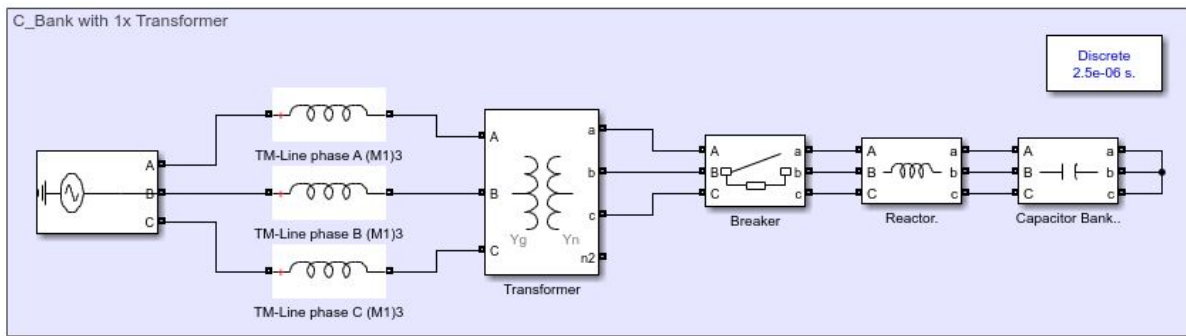 C_Bank with 1x Transformer
Discrete
2.5e-06 s.
A
B
C
TM-Line phase A (M1)3
TM-Line phase B (M1)3
TM-Line phase C (M1)3
A
B
C
a
b
c
n2
Yg
Yn
Transformer
A
B
C
a
b
c
Breaker
A
B
C
a
b
c
Reactor.
A
B
C
a
b
c
Capacitor Bank..